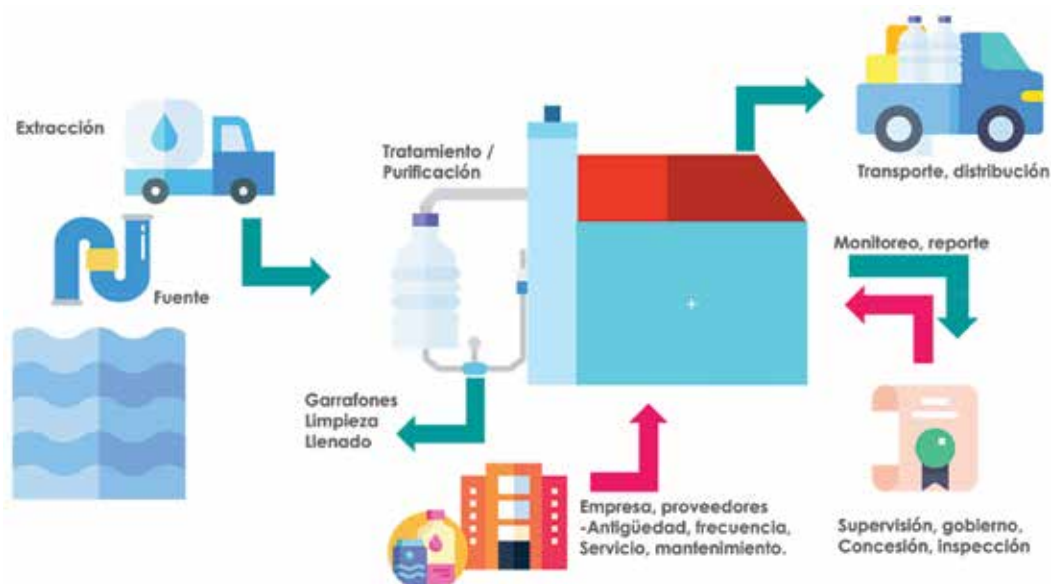 Extracción
Fuente
Tratamiento /
Purificación
Garrafones
Limpieza
Llenado
Empresa, proveedores
-Antigüedad, frecuencia,
Servicio, mantenimiento.
Transporte, distribución
Monitoreo, reporte
Supervisión, gobierno,
Concesión, inspección